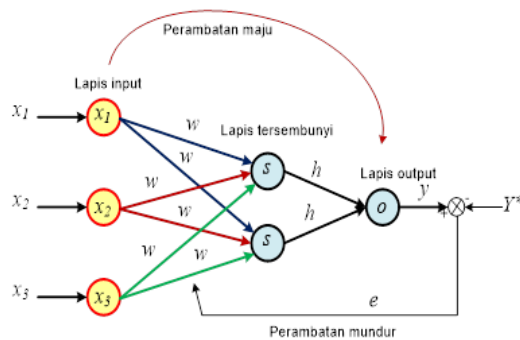 Perambatan maju
Lapis input
x1
x1
w
Lapis tersembunyi
w
s
h
Lapis output
w
x2
x2
w
o
y
+
-
Y*
h
s
w
w
x3
x3
e
Perambatan mundur